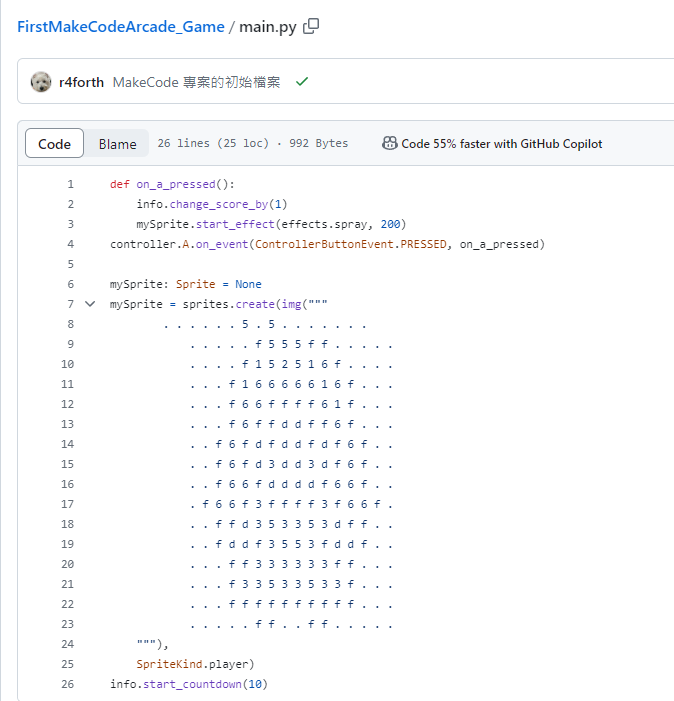 FirstMakeCodeArcade_Game / main.py
r4forth MakeCode 專案的初始檔案
Code Blame 26 lines (25 loc) · 992 Bytes Code 55% faster with GitHub Copilot
1 def on_a_pressed():
2 info.change_score_by(1)
3 mySprite.start_effect(effects.spray, 200)
4 controller.A.on_event(ControllerButtonEvent.PRESSED, on_a_pressed)
5
6 mySprite: Sprite = None
7 mySprite = sprites.create(img("""
8 . . . . . . 5 . 5 . . . . . . .
9 . . . . . f 5 5 5 f f . . . . .
10 . . . . f 1 5 2 5 1 6 f . . . .
11 . . . f 1 6 6 6 6 6 1 6 f . . .
12 . . . f 6 6 f f f f 6 1 f . . .
13 . . . f 6 f f d d f f 6 f . . .
14 . . f 6 f d f d d f d f 6 f . .
15 . . f 6 f d 3 d d 3 d f 6 f . .
16 . . f 6 6 f d d d d f 6 6 f . .
17 . f 6 6 f 3 f f f f 3 f 6 6 f .
18 . . f f d 3 5 3 3 5 3 d f f . .
19 . . f d d f 3 5 5 3 f d d f . .
20 . . . f f 3 3 3 3 3 3 f f . . .
21 . . . f 3 3 5 3 3 5 3 3 f . . .
22 . . . f f f f f f f f f f . . .
23 . . . . . f f . . f f . . . . .
24 """),
25 SpriteKind.player)
26 info.start_countdown(10)